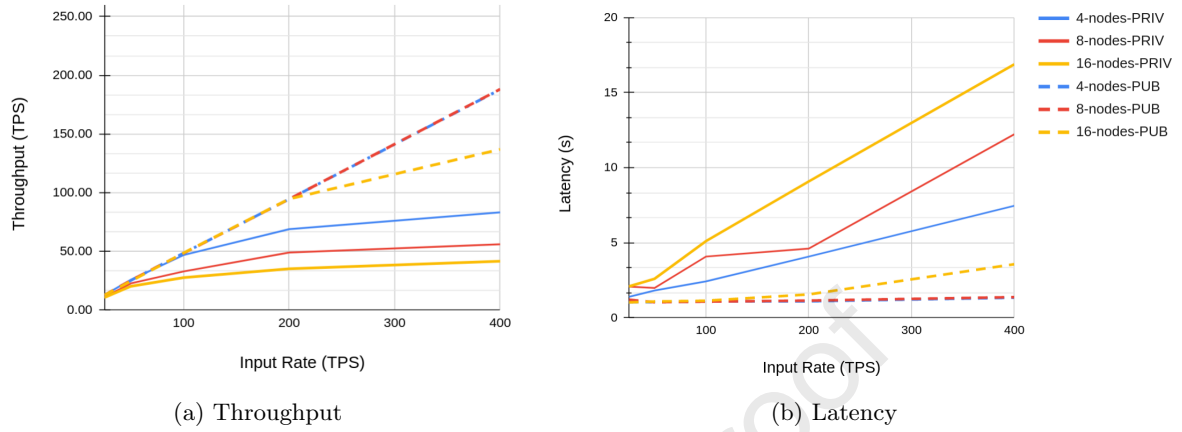 250.00
200.00
150.00
100.00
50.00
0.00
Throughput (TPS)
100 200 300 400
Input Rate (TPS)
(a) Throughput
20
15
10
5
0
Latency (s)
100 200 300 400
Input Rate (TPS)
(b) Latency
4-nodes-PRIV
8-nodes-PRIV
16-nodes-PRIV
4-nodes-PUB
8-nodes-PUB
16-nodes-PUB
roof